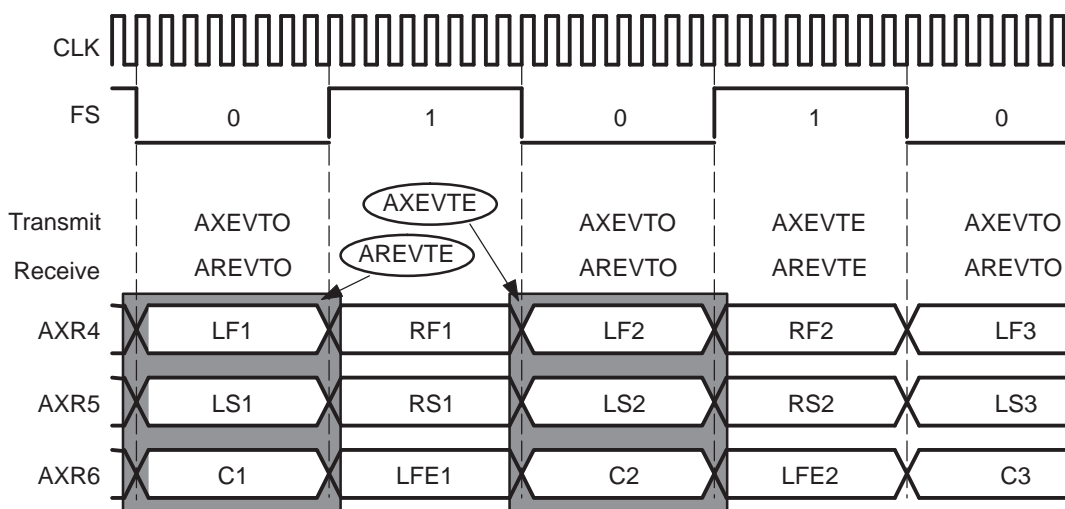 CLK
FS 0 1 0 1 0
AXEVTE
Transmit AXEVTO AXEVTO AXEVTE AXEVTO
AREVTE
Receive AREVTO AREVTO AREVTE AREVTO
AXR4 LF1 RF1 LF2 RF2 LF3
AXR5 LS1 RS1 LS2 RS2 LS3
AXR6 C1 LFE1 C2 LFE2 C3